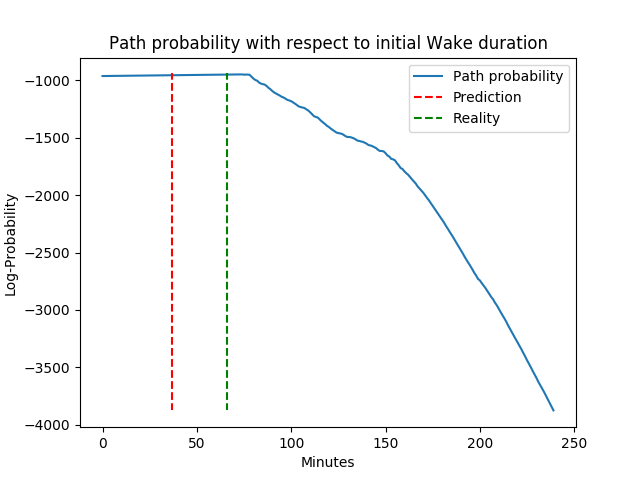 Path probability with respect to initial Wake duration
Path probability
Prediction
Reality
Log-Probability
−1000
−1500
−2000
−2500
−3000
−3500
−4000
0 50 100 150 200 250
Minutes